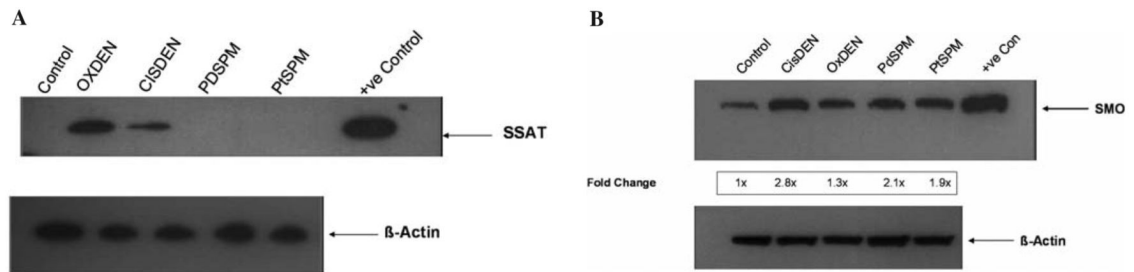 A
Control OXDEN CISDEN PDSPM PtSPM +ve Control
SSAT
ß-Actin
B
Control CisDEN OxDEN PdSPM PtSPM +ve Con
SMO
Fold Change 1x 2.8x 1.3x 2.1x 1.9x
ß-Actin